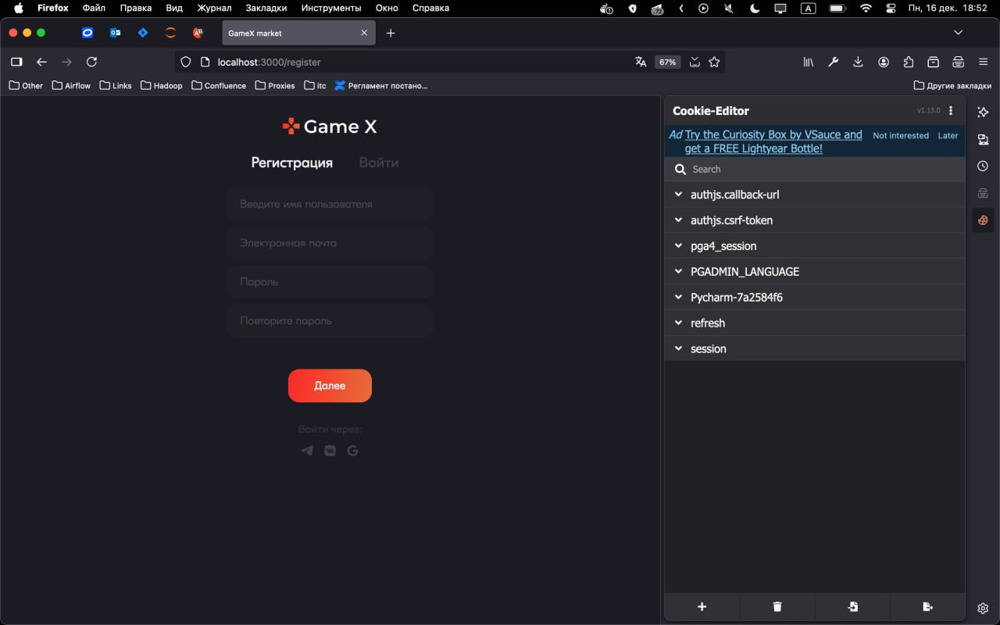 Firefox Файл Правка Вид Журнал Закладки Инструменты Окно Справка 72 A Пн, 16 дек. 18:52
GameX market
localhost:3000/register 67%
Other Airflow Links Hadoop Confluence Proxies itc Регламент постано... Другие закладки
Game X
Регистрация Войти
Введите имя пользователя
Электронная почта
Пароль
Повторите пароль
Далее
Войти через:
Cookie-Editor v1.13.0
Ad Try the Curiosity Box by VSauce and Not interested Later
get a FREE Lightyear Bottle!
Search
authjs.callback-url
authjs.csrf-token
pga4_session
PGADMIN_LANGUAGE
Pycharm-7a2584f6
refresh
session